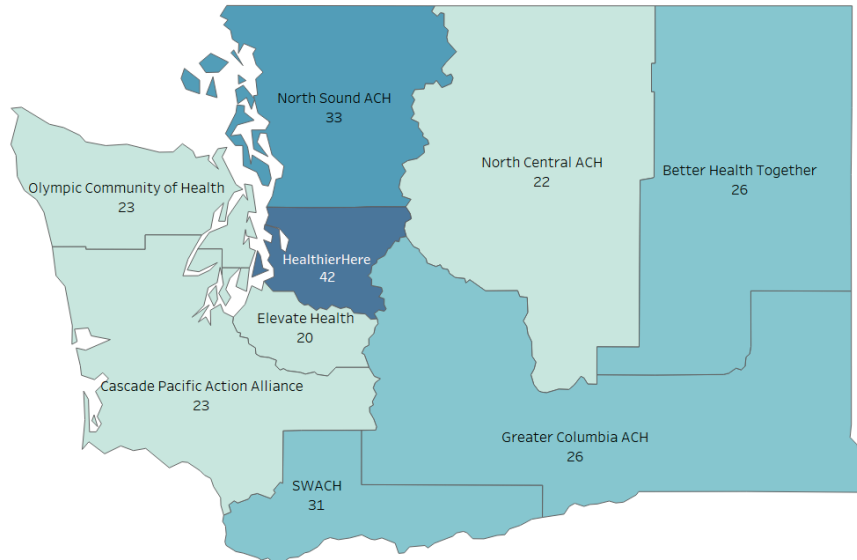 North Sound ACH
33
North Central ACH
22
Better Health Together
26
Olympic Community of Health
23
HealthierHere
42
Elevate Health
20
Cascade Pacific Action Alliance
23
Greater Columbia ACH
26
SWACH
31